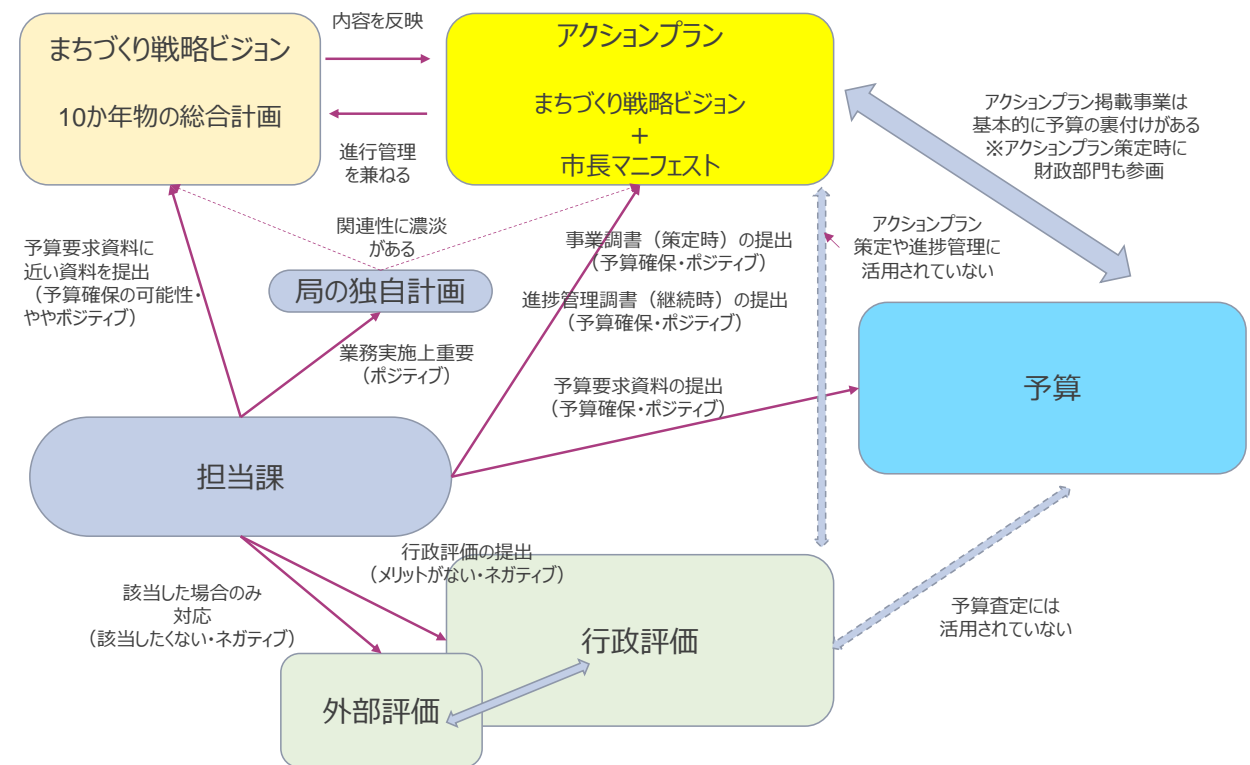 内容を反映
まちづくり戦略ビジョン
10か年物の総合計画
アクションプラン
まちづくり戦略ビジョン
+
市長マニフェスト
進行管理
を兼ねる
アクションプラン掲載事業は
基本的に予算の裏付けがある
※アクションプラン策定時に
財政部門も参画
関連性に濃淡
がある
アクションプラン
策定や進捗管理に
活用されていない
予算要求資料に
近い資料を提出
（予算確保の可能性・
ややポジティブ）
局の独自計画
事業調書（策定時）の提出
（予算確保・ポジティブ）
進捗管理調書（継続時）の提出
（予算確保・ポジティブ）
業務実施上重要
（ポジティブ）
予算要求資料の提出
（予算確保・ポジティブ）
予算
担当課
行政評価の提出
（メリットがない・ネガティブ）
該当した場合のみ
対応
（該当したくない・ネガティブ）
行政評価
予算査定には
活用されていない
外部評価